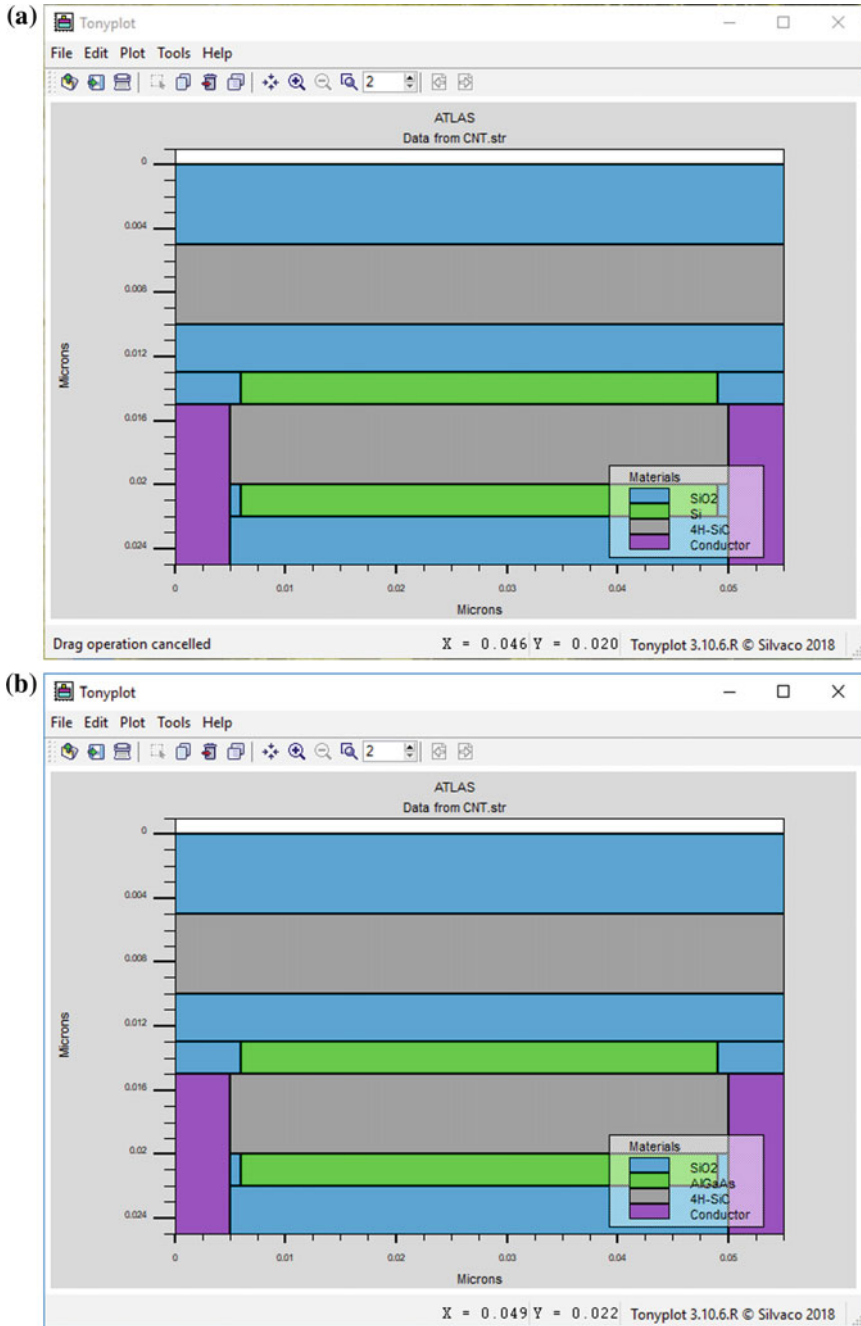 (a)
Tonyplot
File Edit Plot Tools Help
2
ATLAS
Data from CNT.str
0
0.004
0.008
0.012
0.016
0.02
0.024
Microns
Materials
SiO2
Si
4H-SiC
Conductor
0 0.01 0.02 0.03 0.04 0.05
Microns
Drag operation cancelled X = 0.046 Y = 0.020 Tonyplot 3.10.6.R © Silvaco 2018
(b)
Tonyplot
File Edit Plot Tools Help
2
ATLAS
Data from CNT.str
0
0.004
0.008
0.012
0.016
0.02
0.024
Microns
Materials
SiO2
AlGaAs
4H-SiC
Conductor
0 0.01 0.02 0.03 0.04 0.05
Microns
X = 0.049 Y = 0.022 Tonyplot 3.10.6.R © Silvaco 2018